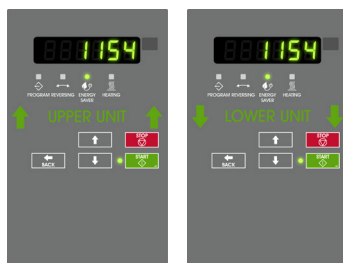 1154
PROGRAM REVERSING ENERGY SAVER HEATING
UPPER UNIT
STOP
BACK
START
1154
PROGRAM REVERSING ENERGY SAVER HEATING
LOWER UNIT
STOP
BACK
START